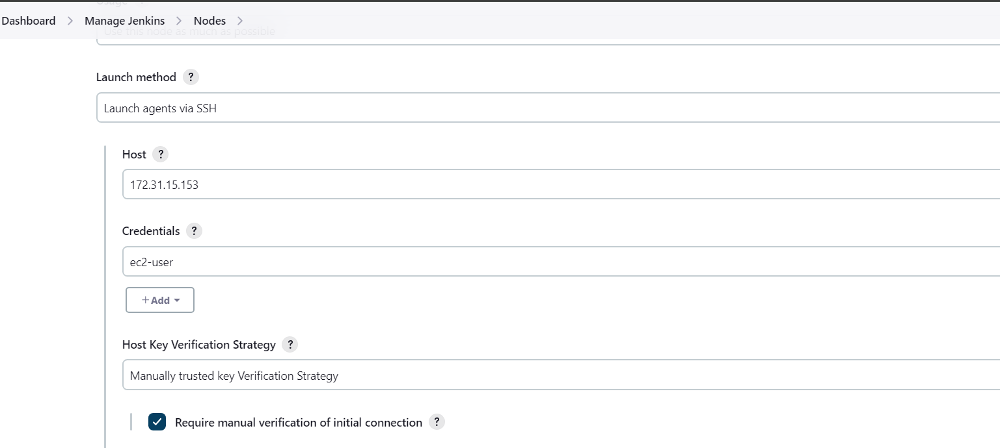 Usage
Dashboard > Manage Jenkins > Nodes >
Use this node as much as possible
Launch method ?
Launch agents via SSH
Host ?
172.31.15.153
Credentials ?
ec2-user
+ Add
Host Key Verification Strategy ?
Manually trusted key Verification Strategy
Require manual verification of initial connection ?